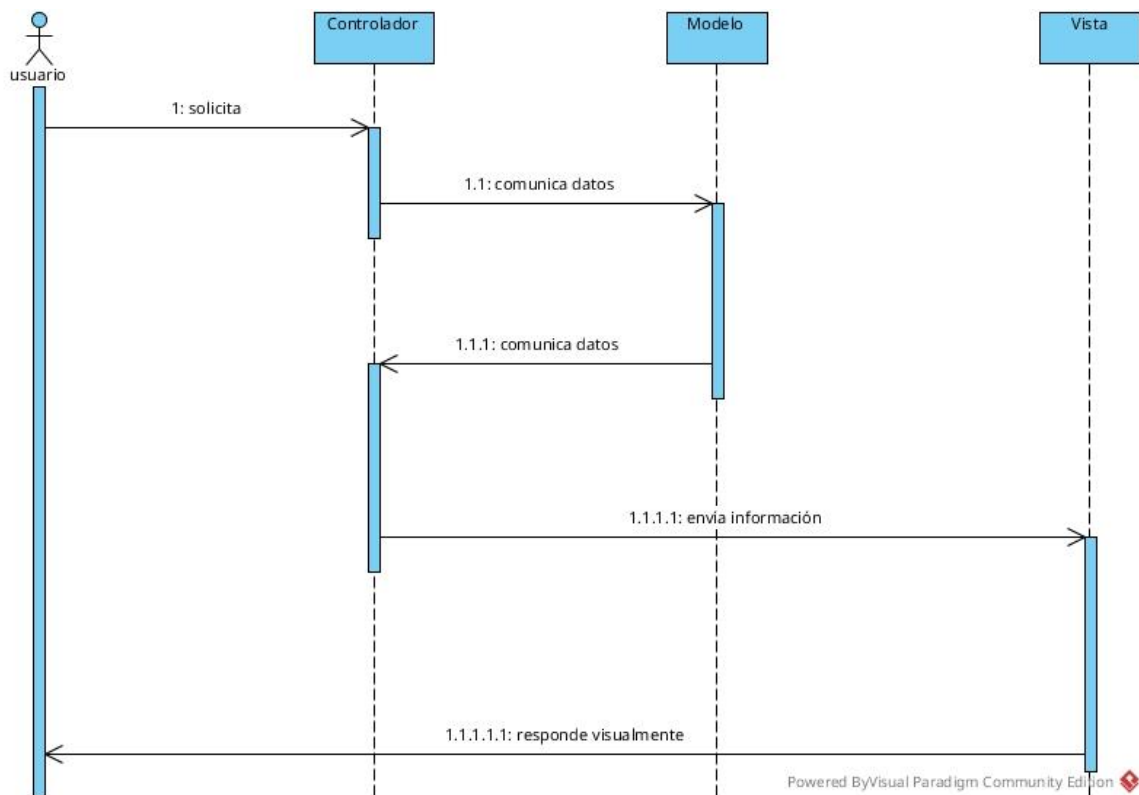 Controlador
Modelo
Vista
usuario
1: solicita
1.1: comunica datos
1.1.1: comunica datos
1.1.1.1: envía información
1.1.1.1.1: responde visualmente
Powered ByVisual Paradigm Community Edition